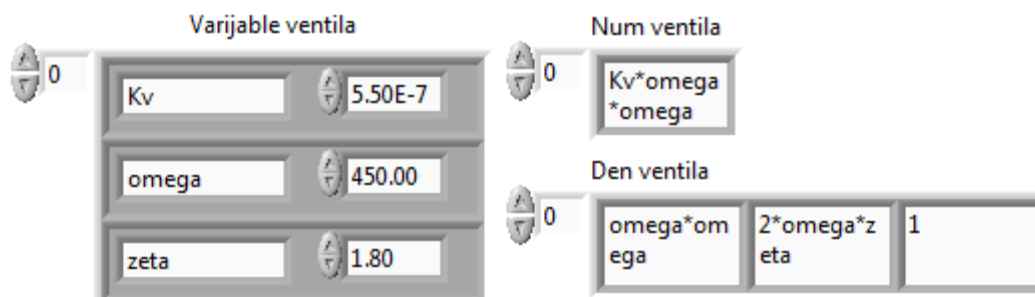 Varijable ventila
0
Kv
5.50E-7
omega
450.00
zeta
1.80
Num ventila
0
Kv*omega
*omega
Den ventila
0
omega*om
ega
2*omega*z
eta
1